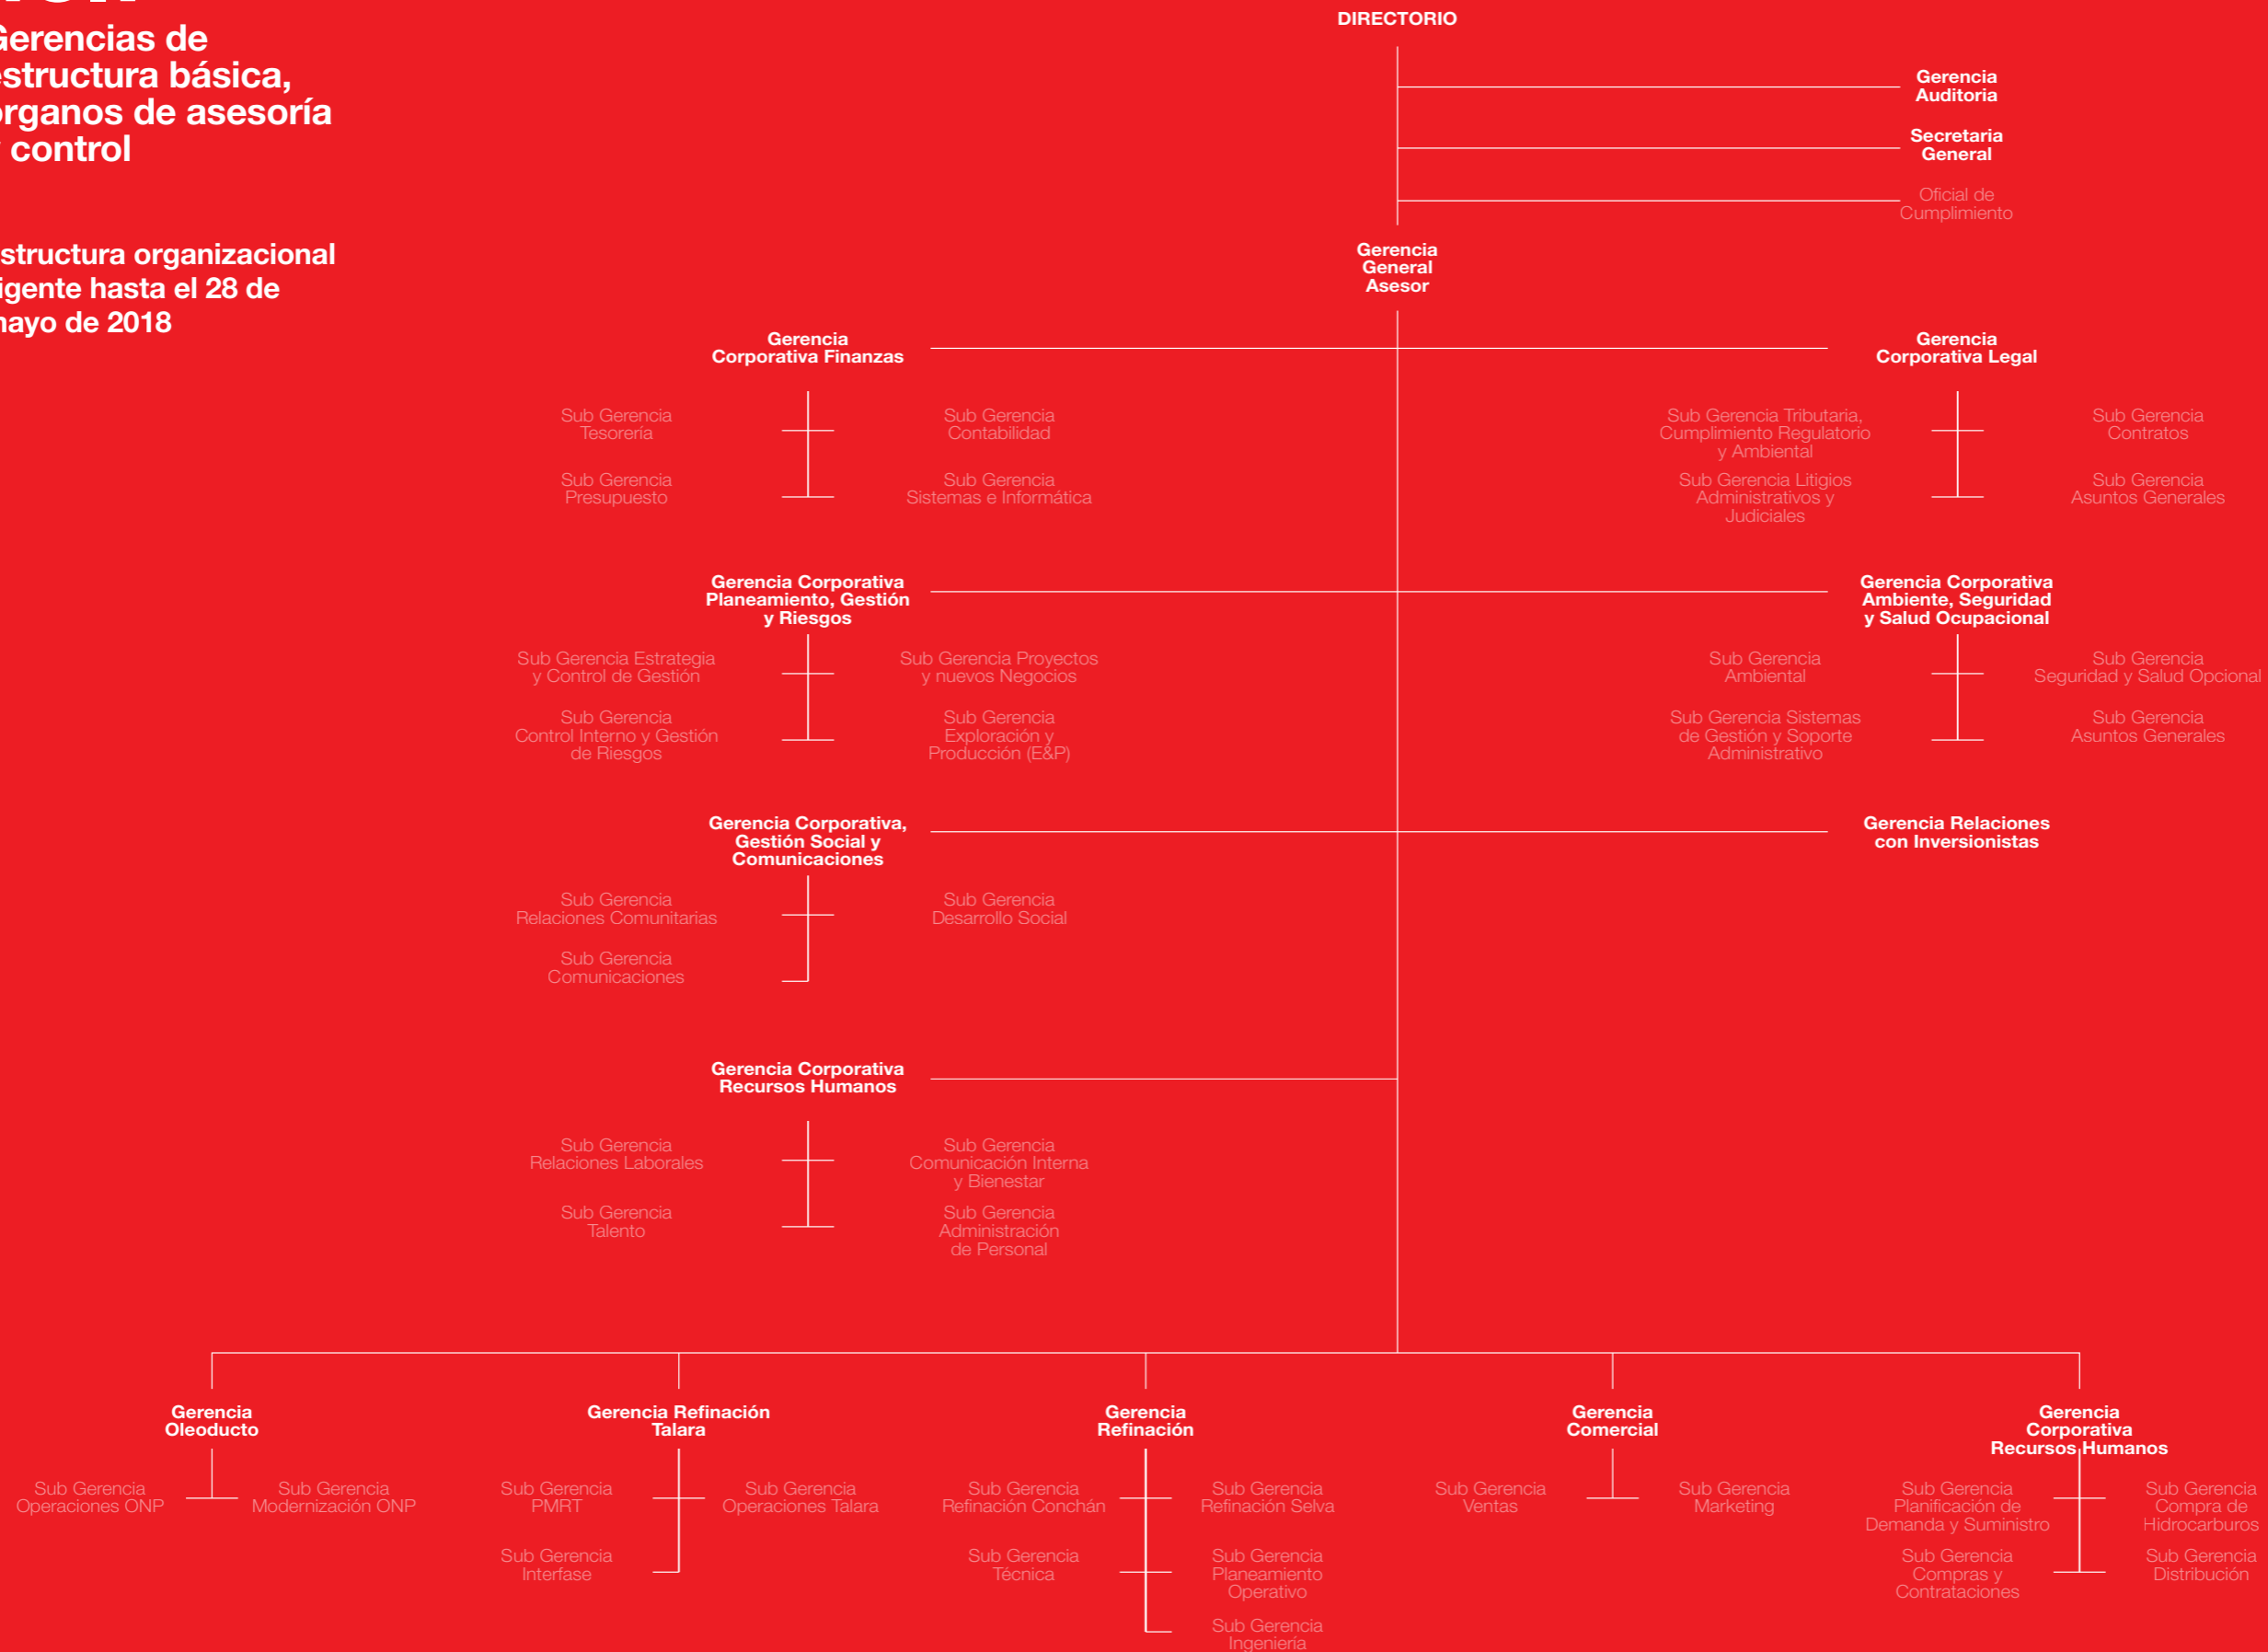 Gerencias de
estructura básica,
órganos de asesoría
y control
structura organizacional
igente hasta el 28 de
mayo de 2018
DIRECTORIO
Gerencia
Auditoria
Secretaria
General
Oficial de
Cumplimiento
Gerencia
General
Asesor
Gerencia
Corporativa Finanzas
Sub Gerencia
Tesorería
Sub Gerencia
Contabilidad
Sub Gerencia
Presupuesto
Sub Gerencia
Sistemas e Informática
Gerencia
Corporativa Legal
Sub Gerencia Tributaria,
Cumplimiento Regulatorio
y Ambiental
Sub Gerencia
Contratos
Sub Gerencia Litigios
Administrativos y
Judiciales
Sub Gerencia
Asuntos Generales
Gerencia Corporativa
Planeamiento, Gestión
y Riesgos
Sub Gerencia Estrategia
y Control de Gestión
Sub Gerencia Proyectos
y nuevos Negocios
Sub Gerencia
Control Interno y Gestión
de Riesgos
Sub Gerencia
Exploración y
Producción (E&P)
Gerencia Corporativa
Ambiente, Seguridad
y Salud Ocupacional
Sub Gerencia
Ambiental
Sub Gerencia
Seguridad y Salud Opcional
Sub Gerencia Sistemas
de Gestión y Soporte
Administrativo
Sub Gerencia
Asuntos Generales
Gerencia Corporativa,
Gestión Social y
Comunicaciones
Sub Gerencia
Relaciones Comunitarias
Sub Gerencia
Desarrollo Social
Sub Gerencia
Comunicaciones
Gerencia Relaciones
con Inversionistas
Gerencia Corporativa
Recursos Humanos
Sub Gerencia
Relaciones Laborales
Sub Gerencia
Comunicación Interna
y Bienestar
Sub Gerencia
Talento
Sub Gerencia
Administración
de Personal
Gerencia
Oleoducto
Sub Gerencia
Operaciones ONP
Sub Gerencia
Modernización ONP
Gerencia Refinación
Talara
Sub Gerencia
PMRT
Sub Gerencia
Operaciones Talara
Sub Gerencia
Interfase
Gerencia
Refinación
Sub Gerencia
Refinación Conchán
Sub Gerencia
Refinación Selva
Sub Gerencia
Técnica
Sub Gerencia
Planeamiento
Operativo
Sub Gerencia
Ingeniería
Gerencia
Comercial
Sub Gerencia
Ventas
Sub Gerencia
Marketing
Gerencia
Corporativa
Recursos Humanos
Sub Gerencia
Planificación de
Demanda y Suministro
Sub Gerencia
Compra de
Hidrocarburos
Sub Gerencia
Compras y
Contrataciones
Sub Gerencia
Distribución